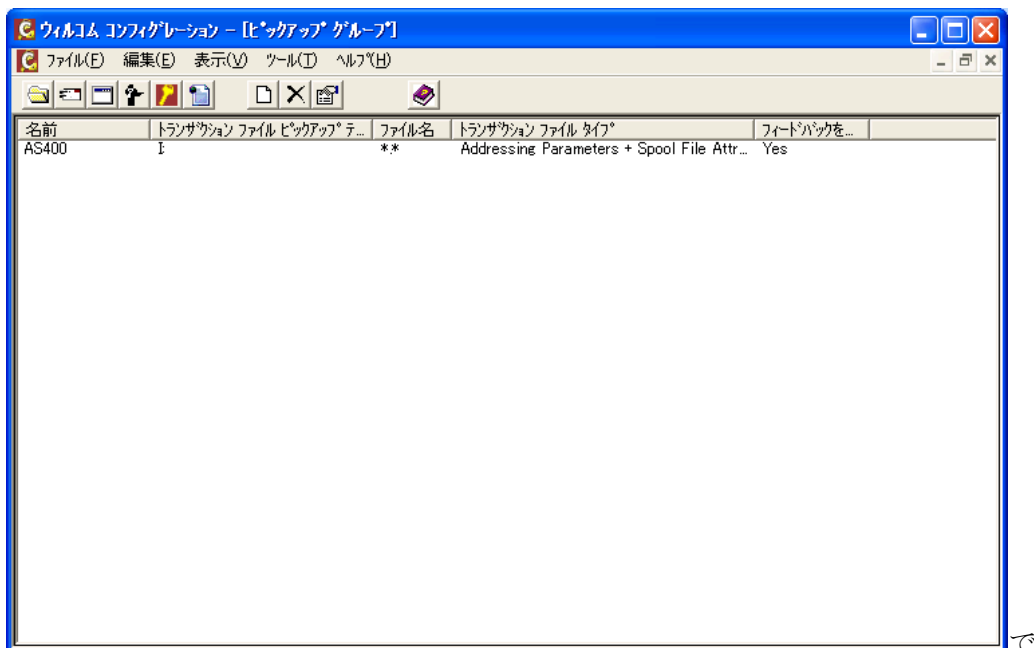 ウィルコム コンフィグレーション - [ピックアップ グループ]
ファイル(F) 編集(E) 表示(V) ツール(T) ヘルプ(H)
名前 トランザクション ファイル ピックアップ デ... ファイル名 トランザクション ファイル タイプ フィードバックを...
AS400 I: *.* Addressing Parameters + Spool File Attr... Yes
で